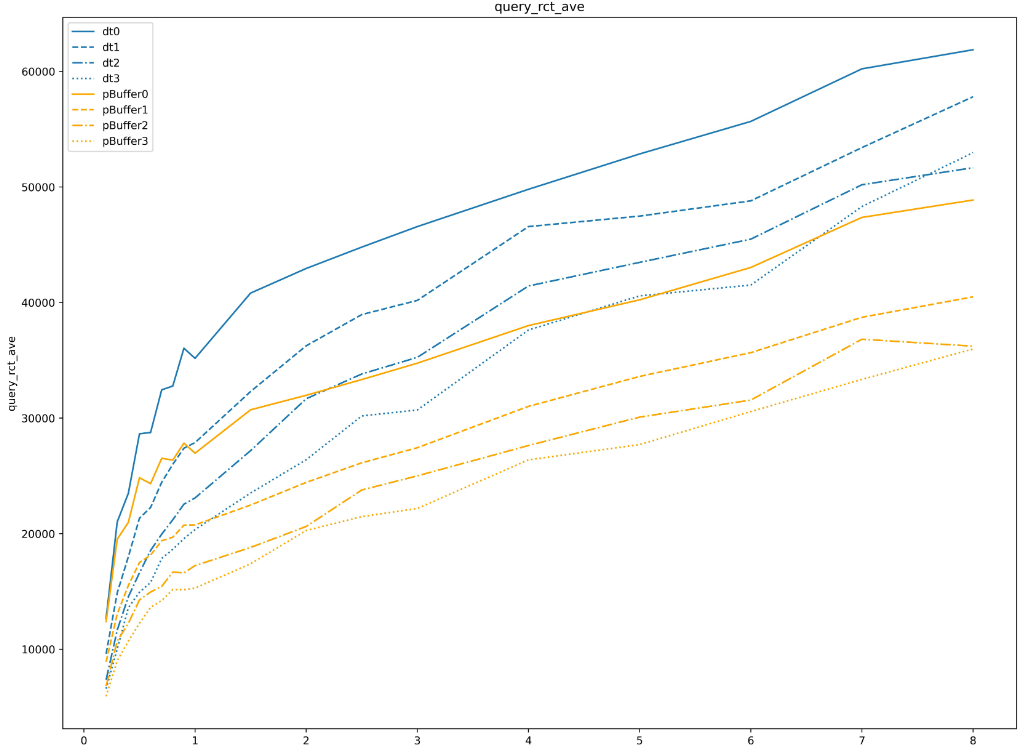 query_rct_ave
dt0
dt1
dt2
dt3
pBuffer0
pBuffer1
pBuffer2
pBuffer3
query_rct_ave
60000
50000
40000
30000
20000
10000
0 1 2 3 4 5 6 7 8